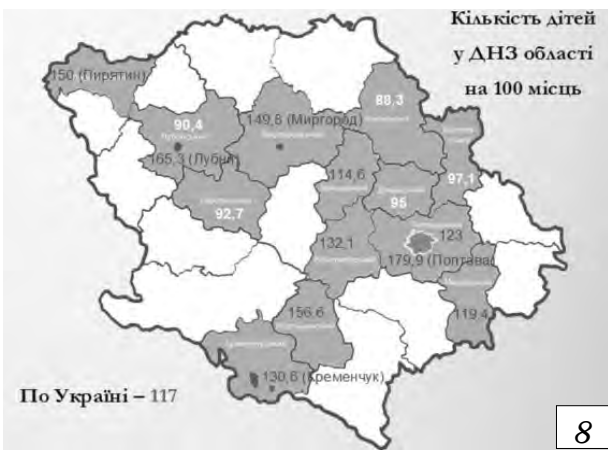 Кількість дітей
у ДНЗ області
на 100 місць
150 (Пирятин)
90,4
165,3 (Лубни)
149,8 (Миргород)
88,3
97,1
114,6
95
92,7
132,1
123
179,9 (Полтава)
119,4
156,6
130,6 (Кременчук)
По Україні – 117
8